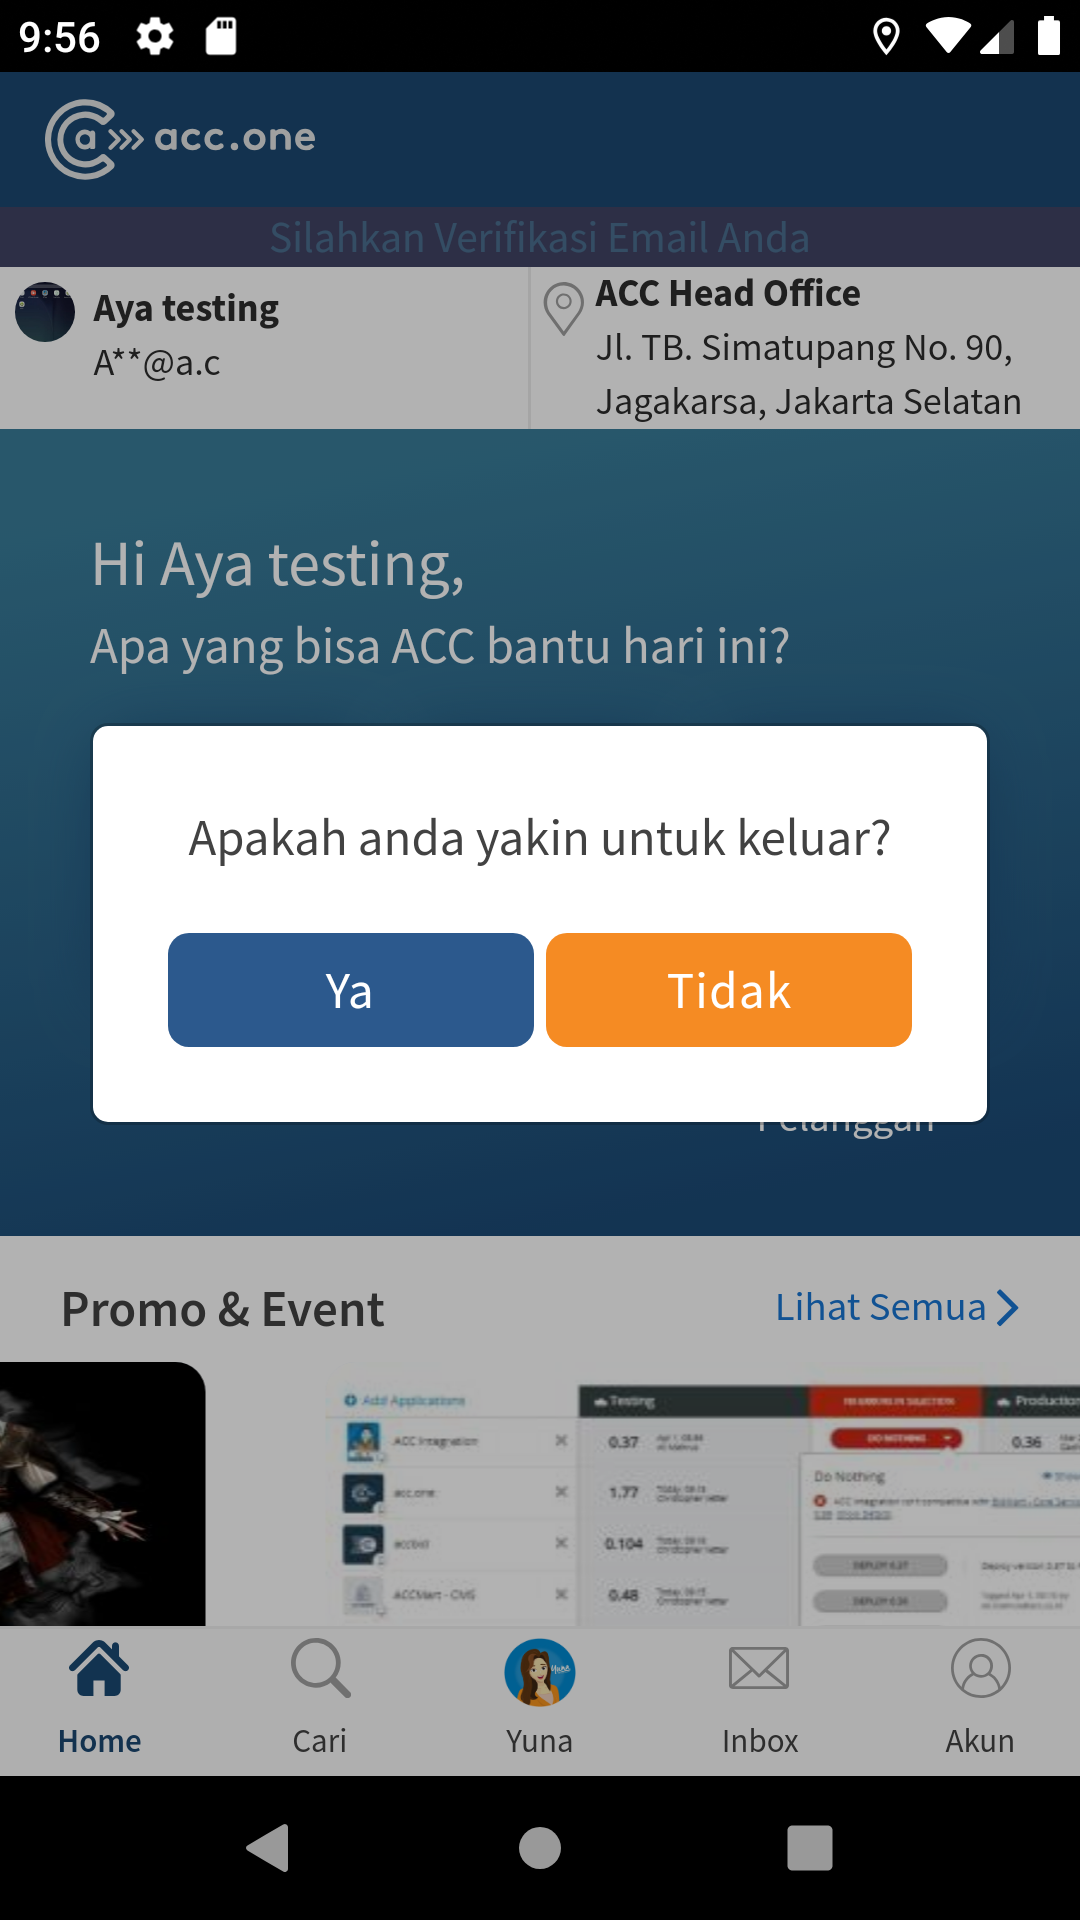 9:56
acc.one
Silahkan Verifikasi Email Anda
Aya testing
A**@a.c
ACC Head Office
Jl. TB. Simatupang No. 90,
Jagakarsa, Jakarta Selatan
Hi Aya testing,
Apa yang bisa ACC bantu hari ini?
Apakah anda yakin untuk keluar?
Ya
Tidak
Pelanggan
Promo & Event
Lihat Semua
Add Applications
Testing
Production
ACC Integration
0.37
DO NOTHING
0.36
Do Nothing
acc.one
1.77
accbid
0.104
ACCMart - CMS
0.48
Home
Cari
Yuna
Inbox
Akun